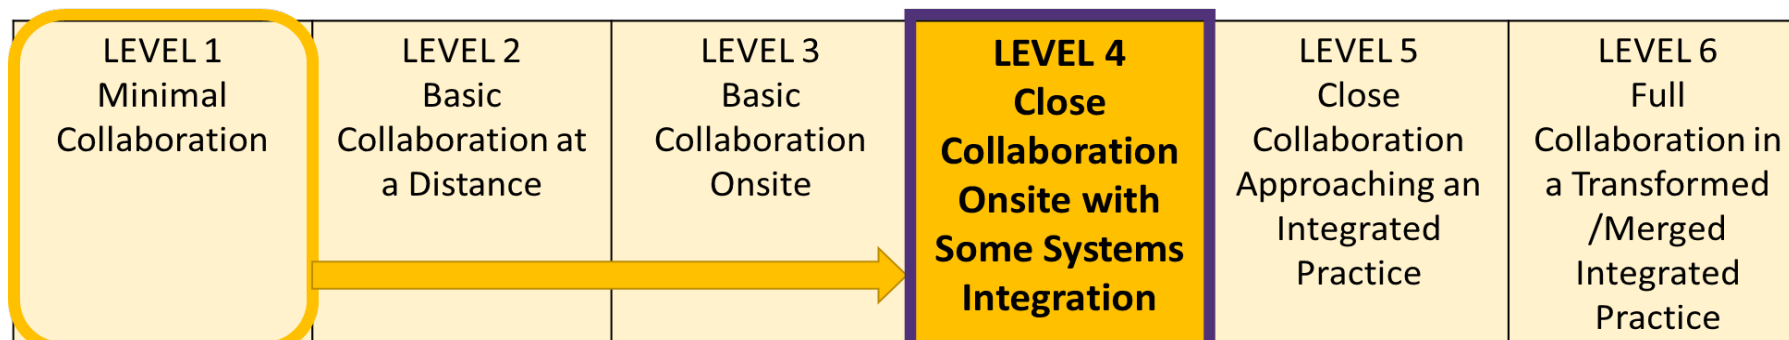 LEVEL 1
Minimal
Collaboration
LEVEL 2
Basic
Collaboration at
a Distance
LEVEL 3
Basic
Collaboration
Onsite
LEVEL 4
Close
Collaboration
Onsite with
Some Systems
Integration
LEVEL 5
Close
Collaboration
Approaching an
Integrated
Practice
LEVEL 6
Full
Collaboration in
a Transformed
/Merged
Integrated
Practice